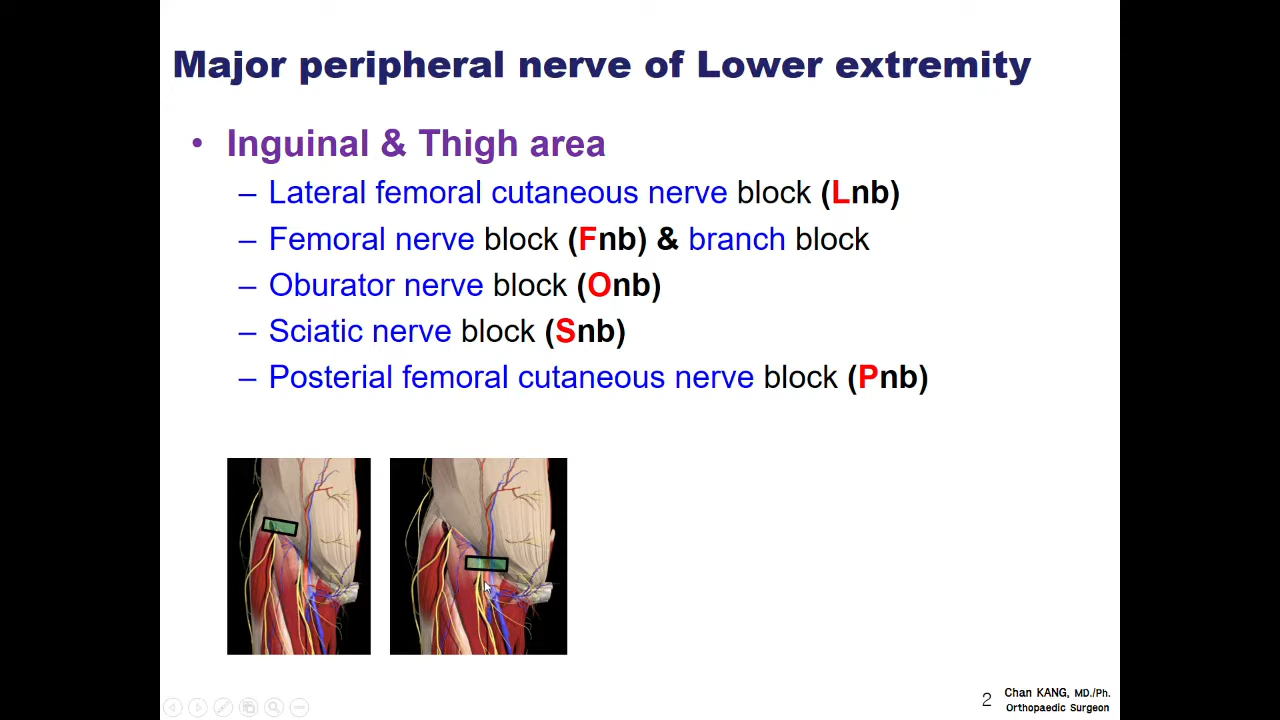 Major peripheral nerve of Lower extremity
• Inguinal & Thigh area
– Lateral femoral cutaneous nerve block (Lnb)
– Femoral nerve block (Fnb) & branch block
– Oburator nerve block (Onb)
– Sciatic nerve block (Snb)
– Posterial femoral cutaneous nerve block (Pnb)
2
Chan KANG, MD./Ph.
Orthopaedic Surgeon